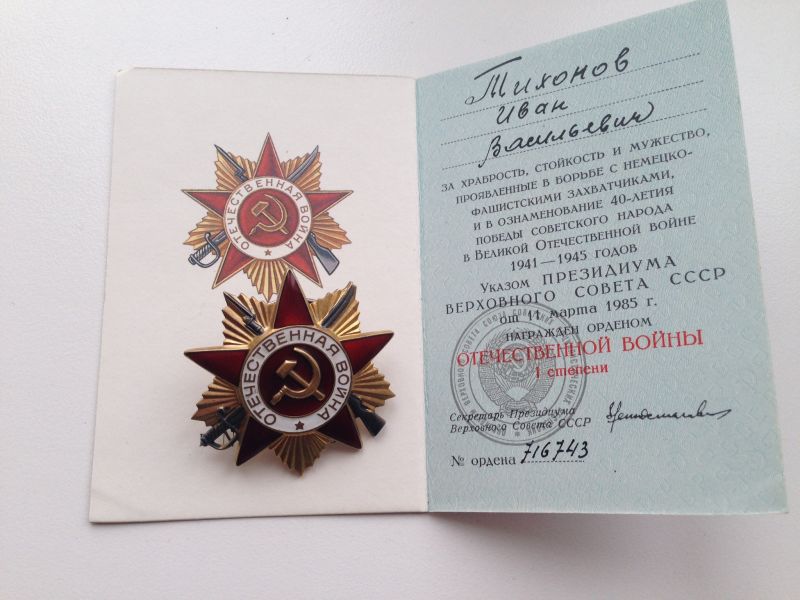 ОТЕЧЕСТВЕННАЯ ВОЙНА
ОТЕЧЕСТВЕННАЯ ВОЙНА
Тихонов
Иван
Васильевич
ЗА ХРАБРОСТЬ, СТОЙКОСТЬ И МУЖЕСТВО,
ПРОЯВЛЕННЫЕ В БОРЬБЕ С НЕМЕЦКО-
ФАШИСТСКИМИ ЗАХВАТЧИКАМИ,
И В ОЗНАМЕНОВАНИЕ 40-ЛЕТИЯ
ПОБЕДЫ СОВЕТСКОГО НАРОДА
В ВЕЛИКОЙ ОТЕЧЕСТВЕННОЙ ВОЙНЕ
1941—1945 ГОДОВ
УКАЗОМ ПРЕЗИДИУМА
ВЕРХОВНОГО СОВЕТА СССР
от 11 марта 1985 г.
НАГРАЖДЕН ОРДЕНОМ
ОТЕЧЕСТВЕННОЙ ВОЙНЫ
I степени
Секретарь Президиума
Верховного Совета СССР
№ ордена 716743